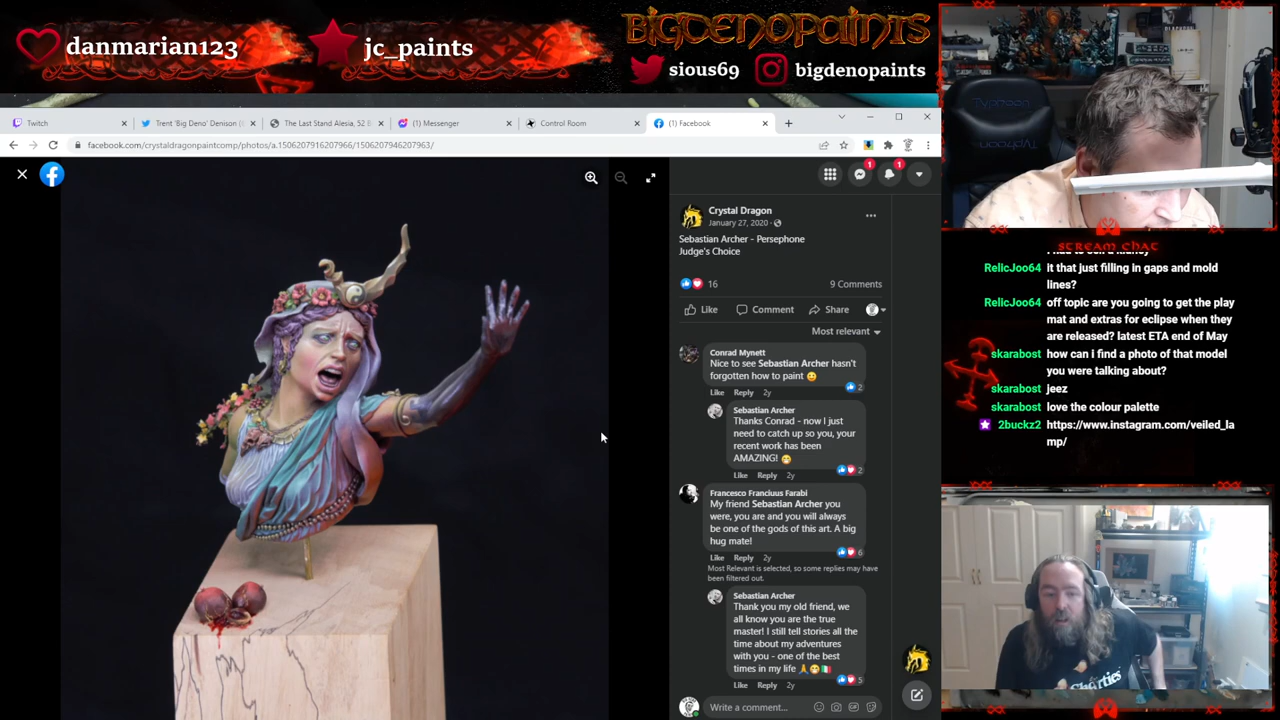 danmarian123
jc_paints
BIGDENOPAINTS
sious69
bigdenopaints
Twitch
Trent 'Big Deno' Denison (
The Last Stand Alesia, 52 B
(1) Messenger
Control Room
(1) Facebook
facebook.com/crystaldragonpaintcomp/photos/a.1506207916207966/1506207946207963/
1
1
Crystal Dragon
January 27, 2020 ·
Sebastian Archer - Persephone
Judge's Choice
16
9 Comments
Like
Comment
Share
Most relevant
Conrad Mynett
Nice to see Sebastian Archer hasn't
forgotten how to paint
2
Like Reply 2y
Sebastian Archer
Thanks Conrad - now I just
need to catch up so you, your
recent work has been
AMAZING!
2
Like Reply 2y
Francesco Franciuus Farabi
My friend Sebastian Archer you
were, you are and you will always
be one of the gods of this art. A big
hug mate!
6
Like Reply 2y
Most Relevant is selected, so some replies may have
been filtered out.
Sebastian Archer
Thank you my old friend, we
all know you are the true
master! I still tell stories all the
time about my adventures
with you - one of the best
times in my life
5
Like Reply 2y
Write a comment...
Typhoon
STREAM CHAT
RelicJoo64 it that just filling in gaps and mold
lines?
RelicJoo64 off topic are you going to get the play
mat and extras for eclipse when they
are released? latest ETA end of May
skarabost how can i find a photo of that model
you were talking about?
skarabost jeez
skarabost love the colour palette
2buckz2 https://www.instagram.com/veiled_la
mp/